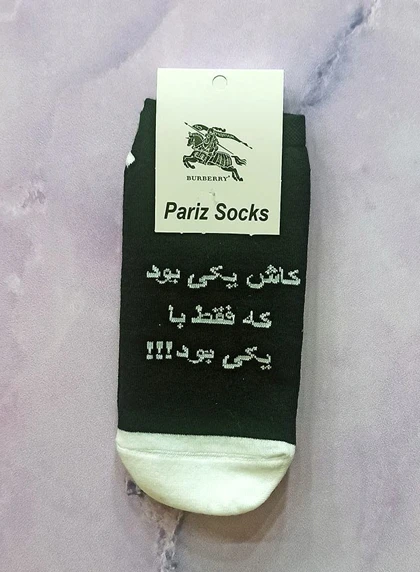 BURBERRY
Pariz Socks
کاش یکی بود
که فقط با
یکی بود!!!